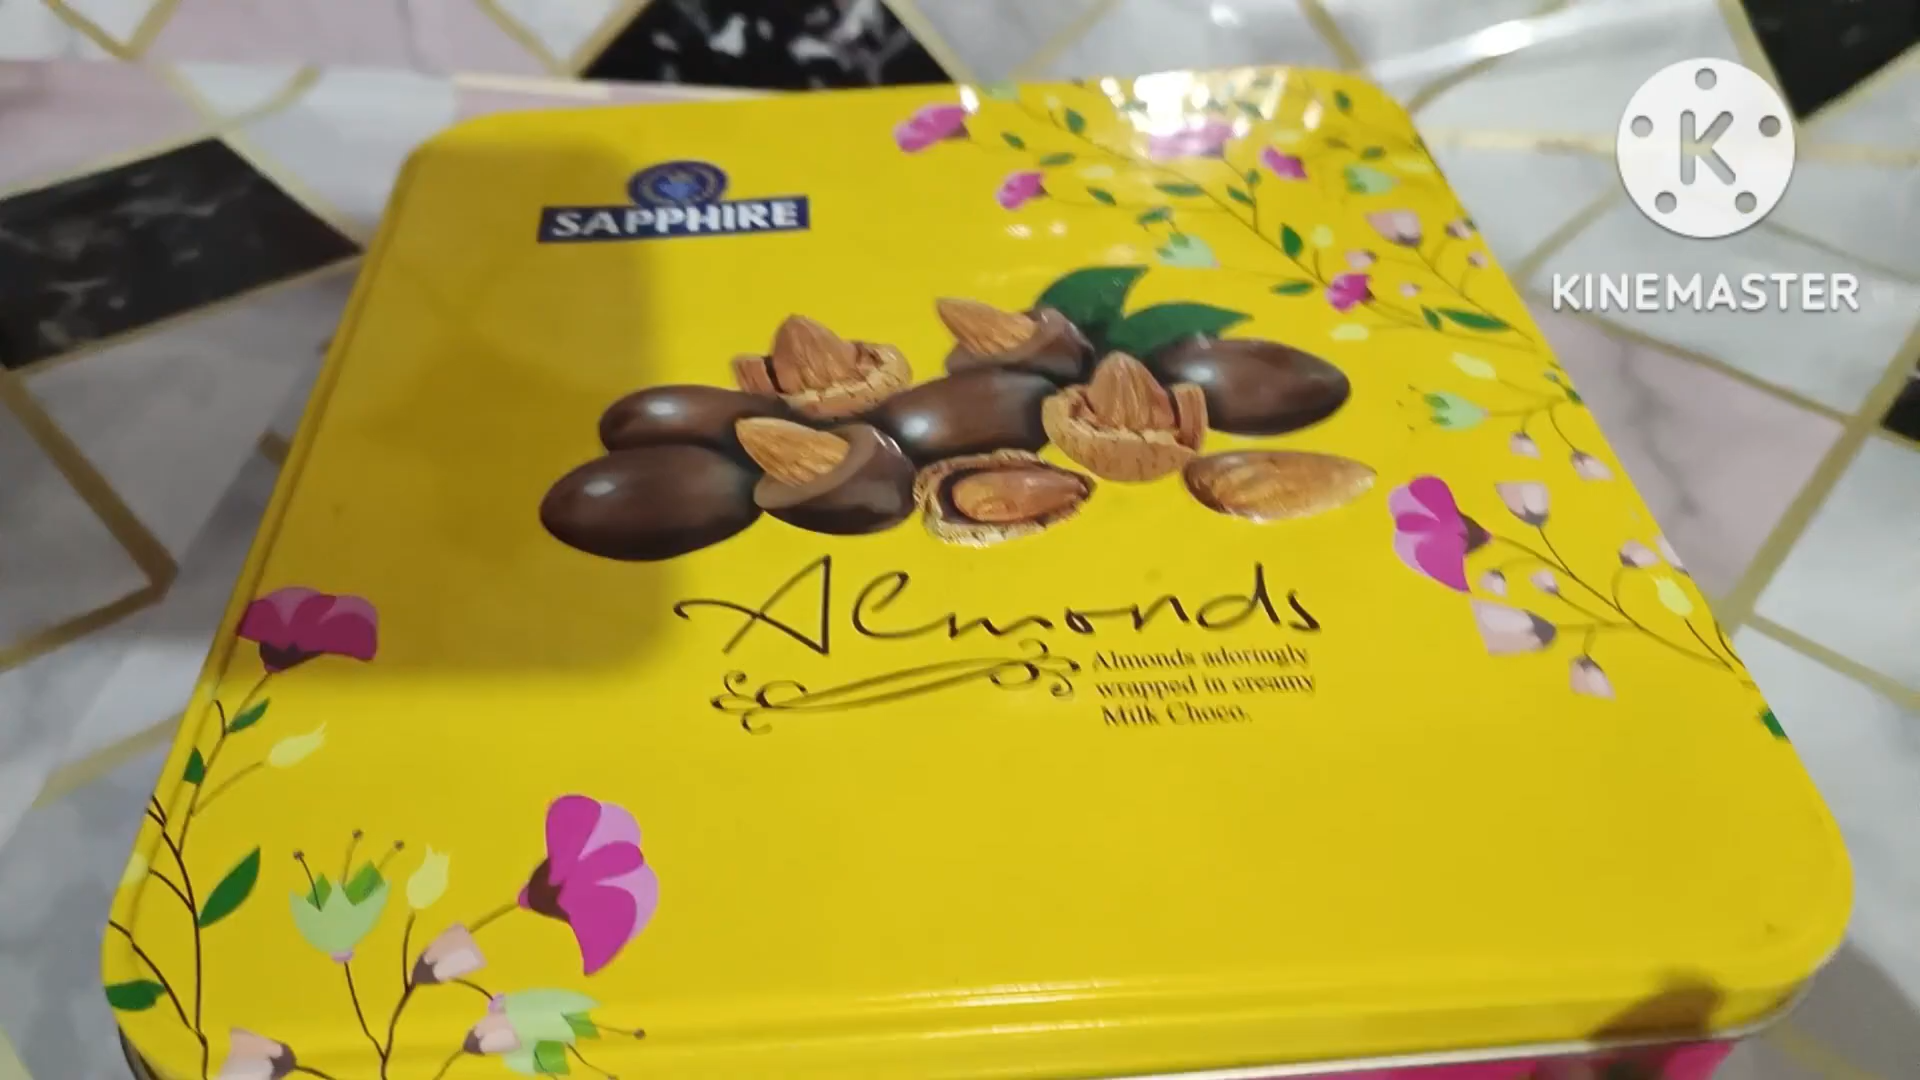 SAPPHIRE
K
KINEMASTER
Almonds
Almonds adoringly
wrapped in creamy
Milk Choco.